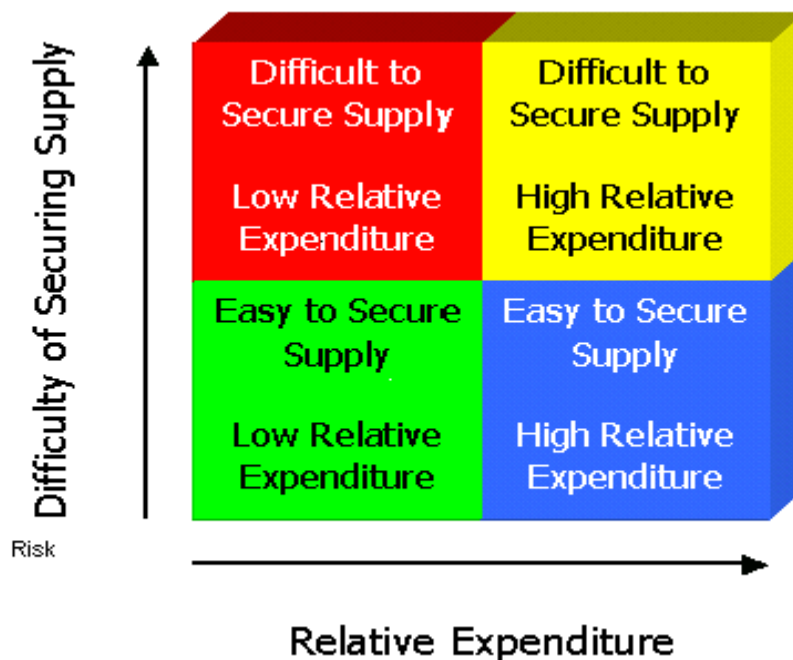 Difficulty of Securing Supply
Difficult to
Secure Supply
Low Relative
Expenditure
Difficult to
Secure Supply
High Relative
Expenditure
Easy to Secure
Supply
Low Relative
Expenditure
Easy to Secure
Supply
High Relative
Expenditure
Risk
Relative Expenditure